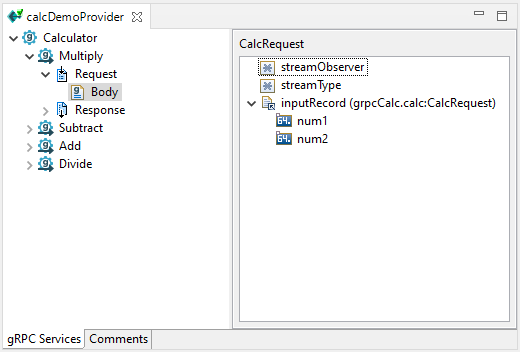 calcDemoProvider
Calculator
Multiply
Request
Body
Response
Subtract
Add
Divide
CalcRequest
streamObserver
streamType
inputRecord (grpcCalc.calc:CalcRequest)
num1
num2
gRPC Services
Comments